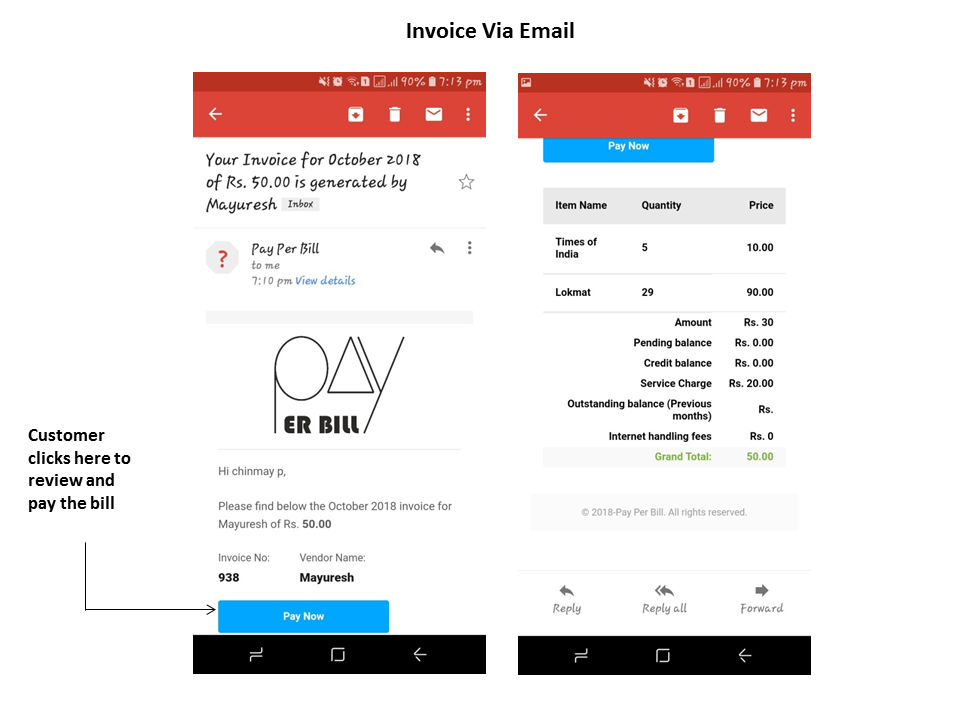 Invoice Via Email
90% 7:13 pm
Your Invoice for October 2018
of Rs. 50.00 is generated by
Mayuresh Inbox
?
Pay Per Bill
to me
7:10 pm View details
pay
ER BILL
Hi chinmay p,
Please find below the October 2018 invoice for
Mayuresh of Rs. 50.00
Invoice No: Vendor Name:
938 Mayuresh
Pay Now
Customer
clicks here to
review and
pay the bill
90% 7:13 pm
Pay Now
Item Name Quantity Price
Times of
India 5 10.00
Lokmat 29 90.00
Amount Rs. 30
Pending balance Rs. 0.00
Credit balance Rs. 0.00
Service Charge Rs. 20.00
Outstanding balance (Previous
months) Rs.
Internet handling fees Rs. 0
Grand Total: 50.00
© 2018-Pay Per Bill. All rights reserved.
Reply Reply all Forward